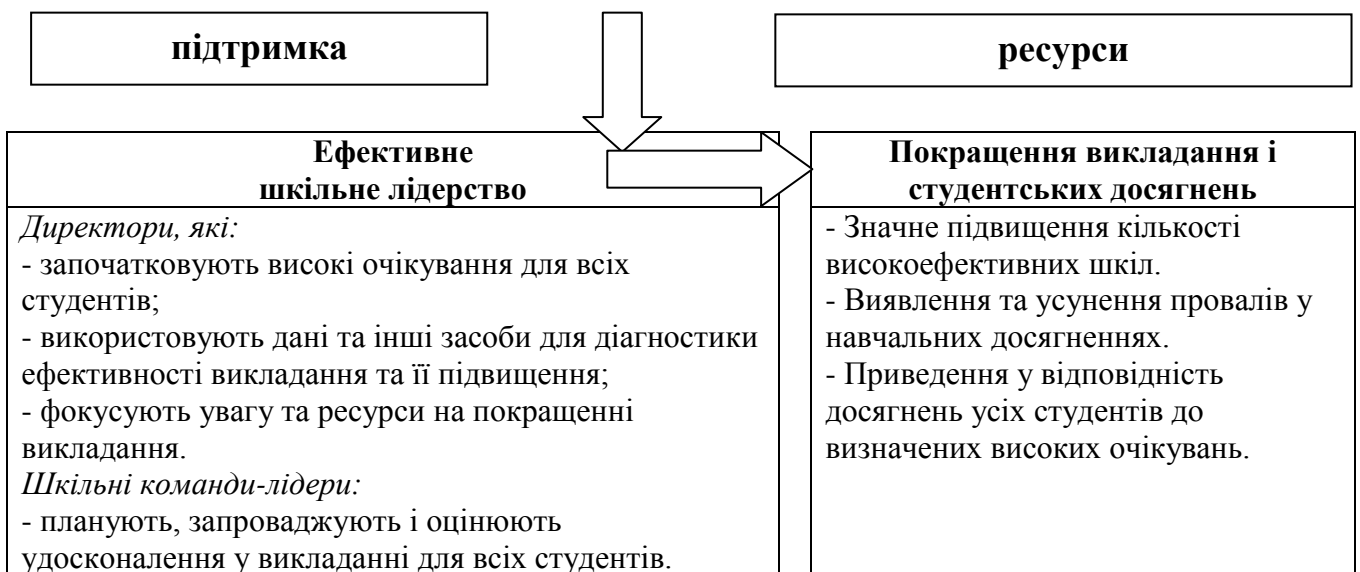 підтримка
ресурси
Ефективне
шкільне лідерство
Директори, які:
- започатковують високі очікування для всіх
студентів;
- використовують дані та інші засоби для діагностики
ефективності викладання та її підвищення;
- фокусують увагу та ресурси на покращенні
викладання.
Шкільні команди-лідери:
- планують, запроваджують і оцінюють
удосконалення у викладанні для всіх студентів.
Покращення викладання і
студентських досягнень
- Значне підвищення кількості
високоефективних шкіл.
- Виявлення та усунення провалів у
навчальних досягненнях.
- Приведення у відповідність
досягнень усіх студентів до
визначених високих очікувань.